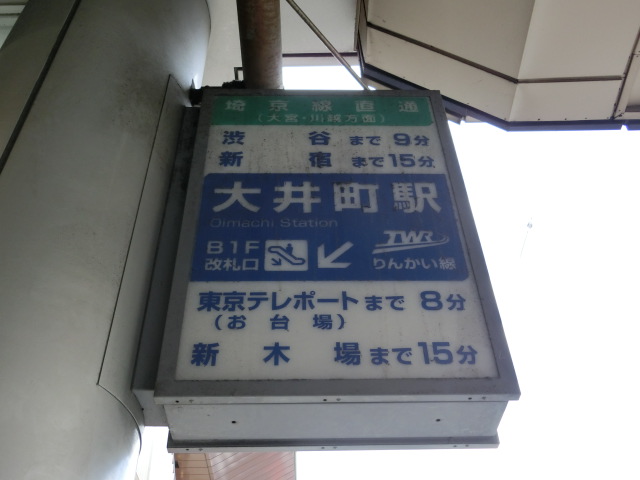 埼京線直通
(大宮・川越方面)
渋谷まで9分
新宿まで15分
大井町駅
Oimachi Station
B1F
改札口
TWR
りんかい線
東京テレポートまで8分
(お台場)
新木場まで15分